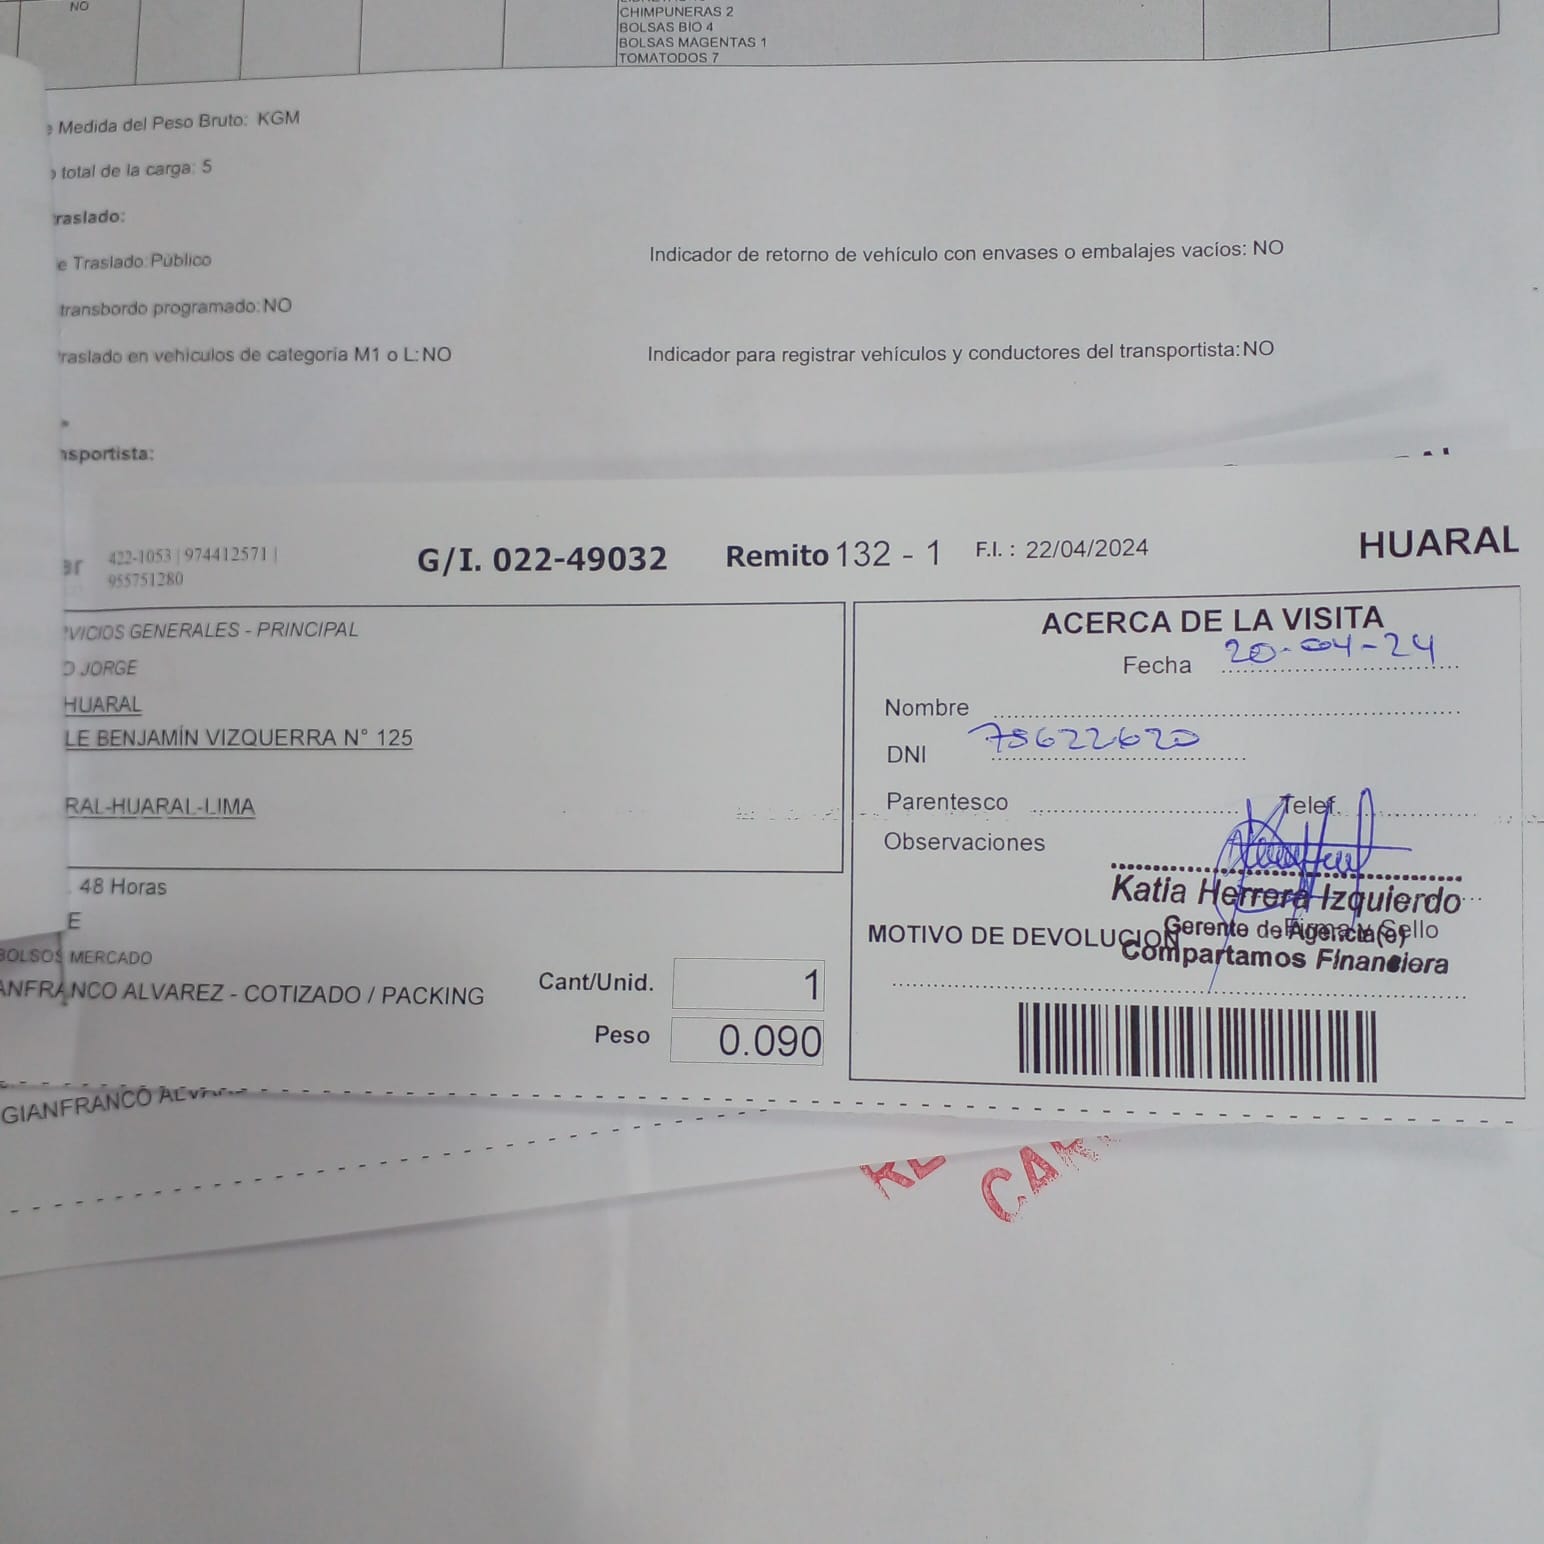 NO
CHIMPUNERAS 2
BOLSAS BIO 4
BOLSAS MAGENTAS 1
TOMATODOS 7
Medida del Peso Bruto: KGM
total de la carga: 5
raslado:
e Traslado: Público
Indicador de retorno de vehículo con envases o embalajes vacíos: NO
transbordo programado: NO
raslado en vehículos de categoría M1 o L: NO
Indicador para registrar vehículos y conductores del transportista: NO
nsportista:
ar 422-1053 | 974412571 |
955751280
G/I. 022-49032 Remito 132 - 1 F.I. : 22/04/2024 HUARAL
VICIOS GENERALES - PRINCIPAL
O JORGE
HUARAL
LE BENJAMÍN VIZQUERRA N° 125
RAL-HUARAL-LIMA
48 Horas
E
BOLSOS MERCADO
ANFRANCO ALVAREZ - COTIZADO / PACKING
Cant/Unid. 1
Peso 0.090
ACERCA DE LA VISITA
Fecha 20-04-24
Nombre
DNI 75622620
Parentesco Telef.
Observaciones
Katia Herrera Izquierdo
Gerente de Agencia(e)
Firma y Sello
Compartamos Financiera
MOTIVO DE DEVOLUCION
GIANFRANCO ALVAR